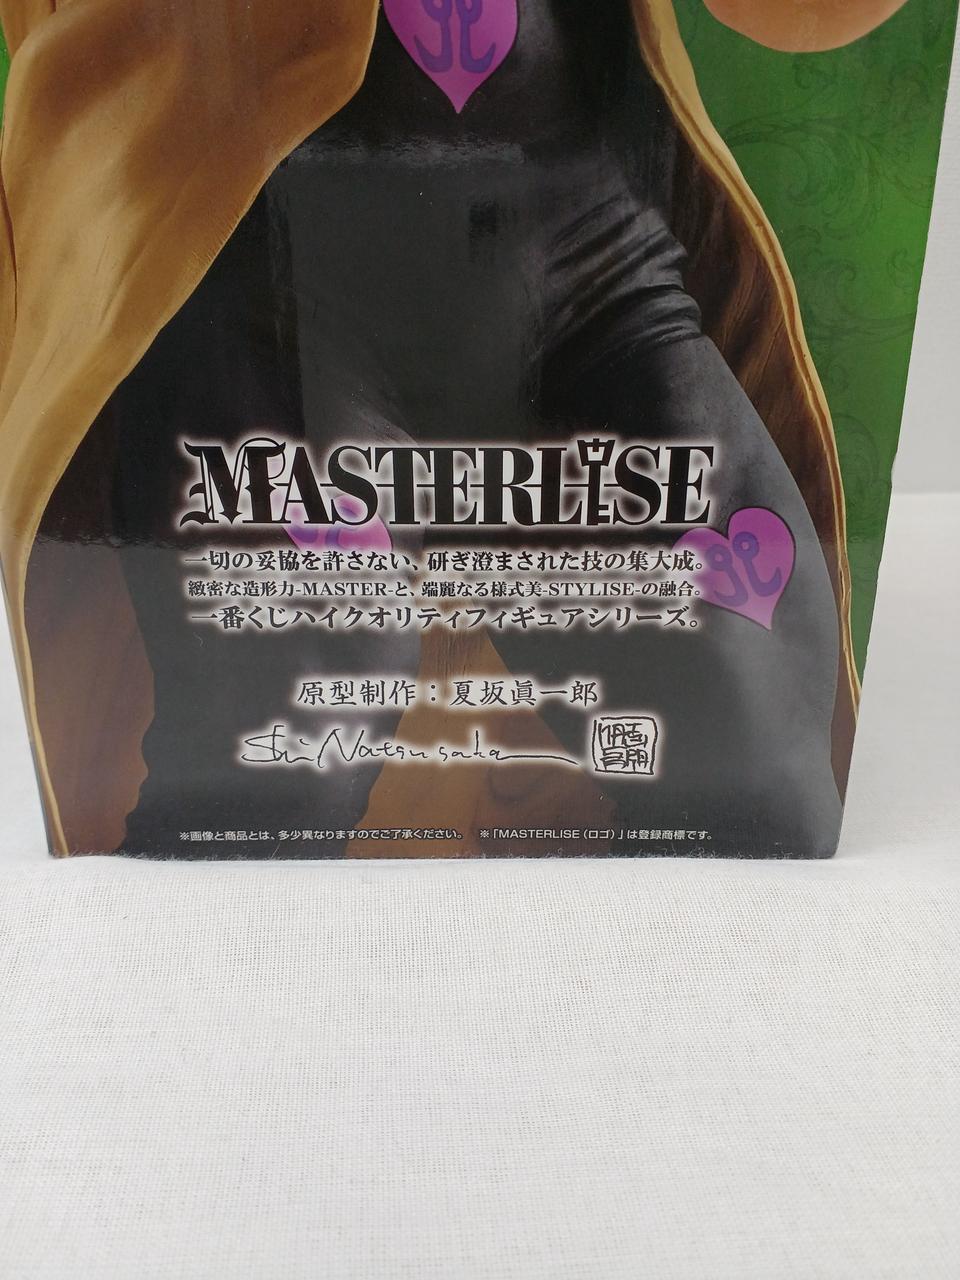 MASTERLISE
一切の妥協を許さない、研ぎ澄まされた技の集大成。
緻密な造形力-MASTER-と、端麗なる様式美-STYLISE-の融合。
一番くじハイクオリティフィギュアシリーズ。
原型制作：夏坂眞一郎
Shin Natsusaka
※画像と商品とは、多少異なりますのでご了承ください。 ※「MASTERLISE（ロゴ）」は登録商標です。